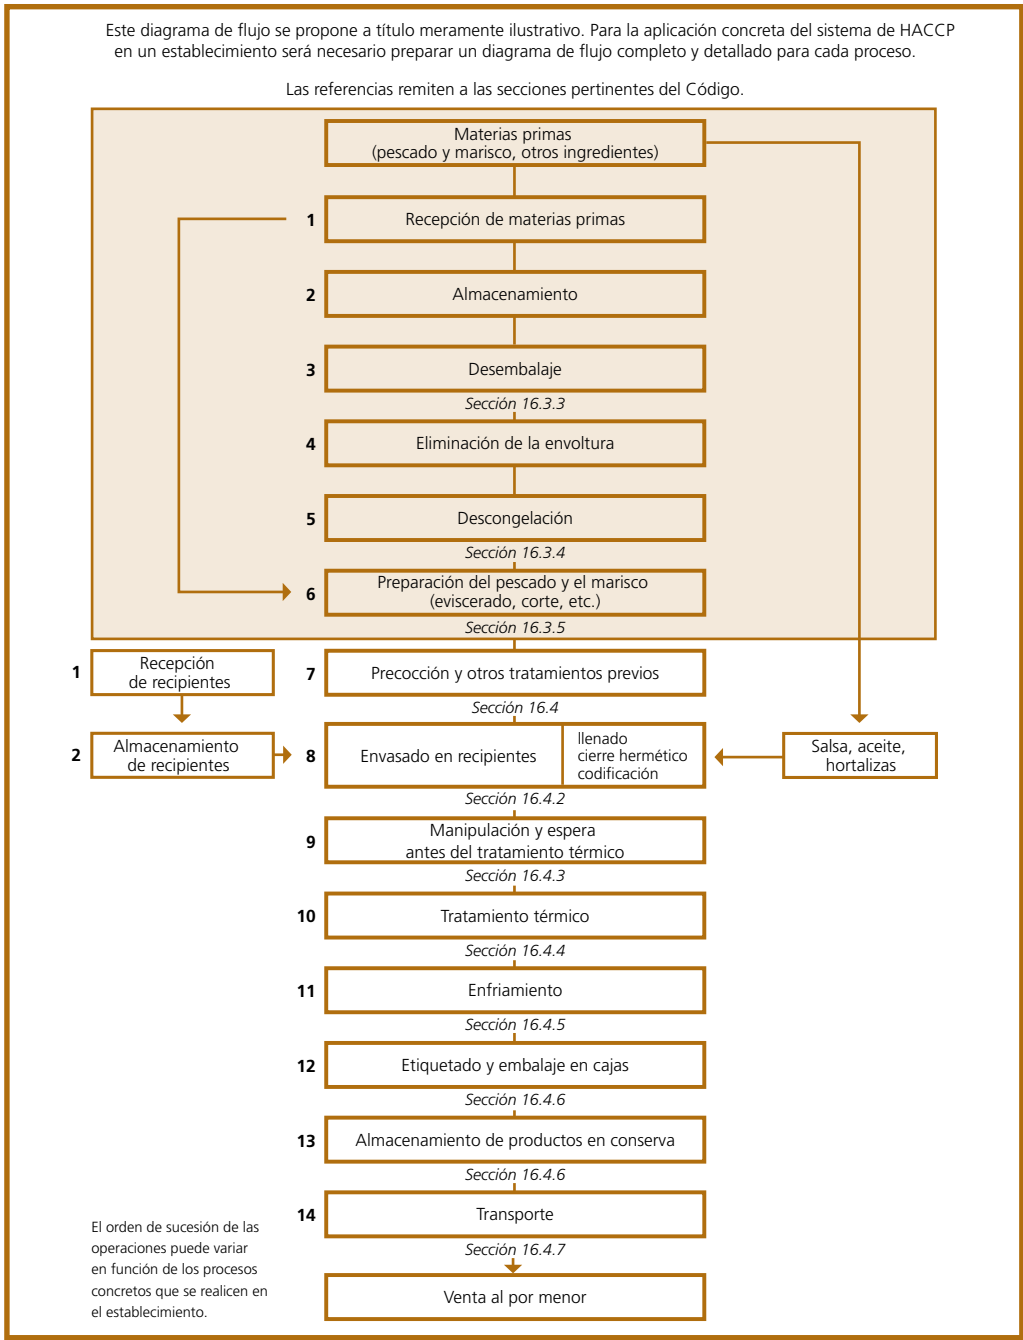 Este diagrama de flujo se propone a título meramente ilustrativo. Para la aplicación concreta del sistema de HACCP
en un establecimiento será necesario preparar un diagrama de flujo completo y detallado para cada proceso.
Las referencias remiten a las secciones pertinentes del Código.
Materias primas
(pescado y marisco, otros ingredientes)
1 Recepción de materias primas
2 Almacenamiento
3 Desembalaje
Sección 16.3.3
4 Eliminación de la envoltura
5 Descongelación
Sección 16.3.4
6 Preparación del pescado y el marisco
(eviscerado, corte, etc.)
Sección 16.3.5
1 Recepción
de recipientes
7 Precocción y otros tratamientos previos
Sección 16.4
2 Almacenamiento
de recipientes
8 Envasado en recipientes
llenado
cierre hermético
codificación
Salsa, aceite,
hortalizas
Sección 16.4.2
9 Manipulación y espera
antes del tratamiento térmico
Sección 16.4.3
10 Tratamiento térmico
Sección 16.4.4
11 Enfriamiento
Sección 16.4.5
12 Etiquetado y embalaje en cajas
Sección 16.4.6
13 Almacenamiento de productos en conserva
Sección 16.4.6
14 Transporte
Sección 16.4.7
Venta al por menor
El orden de sucesión de las
operaciones puede variar
en función de los procesos
concretos que se realicen en
el establecimiento.